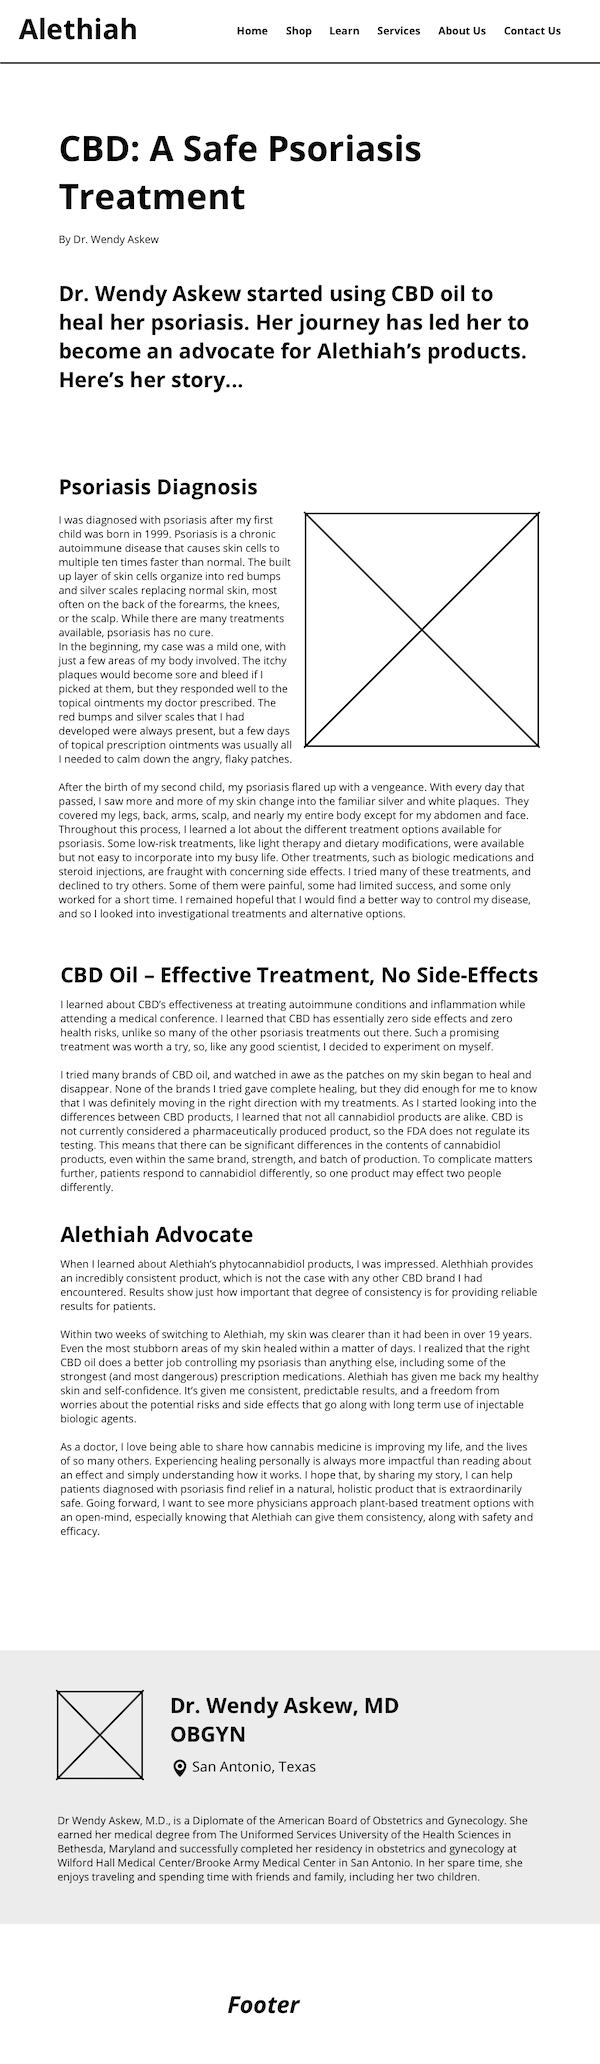 Alethiah
Home Shop Learn Services About Us Contact Us
CBD: A Safe Psoriasis
Treatment
By Dr. Wendy Askew
Dr. Wendy Askew started using CBD oil to
heal her psoriasis. Her journey has led her to
become an advocate for Alethiah’s products.
Here’s her story...
Psoriasis Diagnosis
I was diagnosed with psoriasis after my first
child was born in 1999. Psoriasis is a chronic
autoimmune disease that causes skin cells to
multiple ten times faster than normal. The built
up layer of skin cells organize into red bumps
and silver scales replacing normal skin, most
often on the back of the forearms, the knees,
or the scalp. While there are many treatments
available, psoriasis has no cure.
In the beginning, my case was a mild one, with
just a few areas of my body involved. The itchy
plaques would become sore and bleed if I
picked at them, but they responded well to the
topical ointments my doctor prescribed. The
red bumps and silver scales that I had
developed were always present, but a few days
of topical prescription ointments was usually all
I needed to calm down the angry, flaky patches.
After the birth of my second child, my psoriasis flared up with a vengeance. With every day that
passed, I saw more and more of my skin change into the familiar silver and white plaques. They
covered my legs, back, arms, scalp, and nearly my entire body except for my abdomen and face.
Throughout this process, I learned a lot about the different treatment options available for
psoriasis. Some low-risk treatments, like light therapy and dietary modifications, were available
but not easy to incorporate into my busy life. Other treatments, such as biologic medications and
steroid injections, are fraught with concerning side effects. I tried many of these treatments, and
declined to try others. Some of them were painful, some had limited success, and some only
worked for a short time. I remained hopeful that I would find a better way to control my disease,
and so I looked into investigational treatments and alternative options.
CBD Oil – Effective Treatment, No Side-Effects
I learned about CBD’s effectiveness at treating autoimmune conditions and inflammation while
attending a medical conference. I learned that CBD has essentially zero side effects and zero
health risks, unlike so many of the other psoriasis treatments out there. Such a promising
treatment was worth a try, so, like any good scientist, I decided to experiment on myself.
I tried many brands of CBD oil, and watched in awe as the patches on my skin began to heal and
disappear. None of the brands I tried gave complete healing, but they did enough for me to know
that I was definitely moving in the right direction with my treatments. As I started looking into the
differences between CBD products, I learned that not all cannabidiol products are alike. CBD is
not currently considered a pharmaceutically produced product, so the FDA does not regulate its
testing. This means that there can be significant differences in the contents of cannabidiol
products, even within the same brand, strength, and batch of production. To complicate matters
further, patients respond to cannabidiol differently, so one product may effect two people
differently.
Alethiah Advocate
When I learned about Alethiah’s phytocannabidiol products, I was impressed. Alethhiah provides
an incredibly consistent product, which is not the case with any other CBD brand I had
encountered. Results show just how important that degree of consistency is for providing reliable
results for patients.
Within two weeks of switching to Alethiah, my skin was clearer than it had been in over 19 years.
Even the most stubborn areas of my skin healed within a matter of days. I realized that the right
CBD oil does a better job controlling my psoriasis than anything else, including some of the
strongest (and most dangerous) prescription medications. Alethiah has given me back my healthy
skin and self-confidence. It’s given me consistent, predictable results, and a freedom from
worries about the potential risks and side effects that go along with long term use of injectable
biologic agents.
As a doctor, I love being able to share how cannabis medicine is improving my life, and the lives
of so many others. Experiencing healing personally is always more impactful than reading about
an effect and simply understanding how it works. I hope that, by sharing my story, I can help
patients diagnosed with psoriasis find relief in a natural, holistic product that is extraordinarily
safe. Going forward, I want to see more physicians approach plant-based treatment options with
an open-mind, especially knowing that Alethiah can give them consistency, along with safety and
efficacy.
Dr. Wendy Askew, MD
OBGYN
San Antonio, Texas
Dr Wendy Askew, M.D., is a Diplomate of the American Board of Obstetrics and Gynecology. She
earned her medical degree from The Uniformed Services University of the Health Sciences in
Bethesda, Maryland and successfully completed her residency in obstetrics and gynecology at
Wilford Hall Medical Center/Brooke Army Medical Center in San Antonio. In her spare time, she
enjoys traveling and spending time with friends and family, including her two children.
Footer